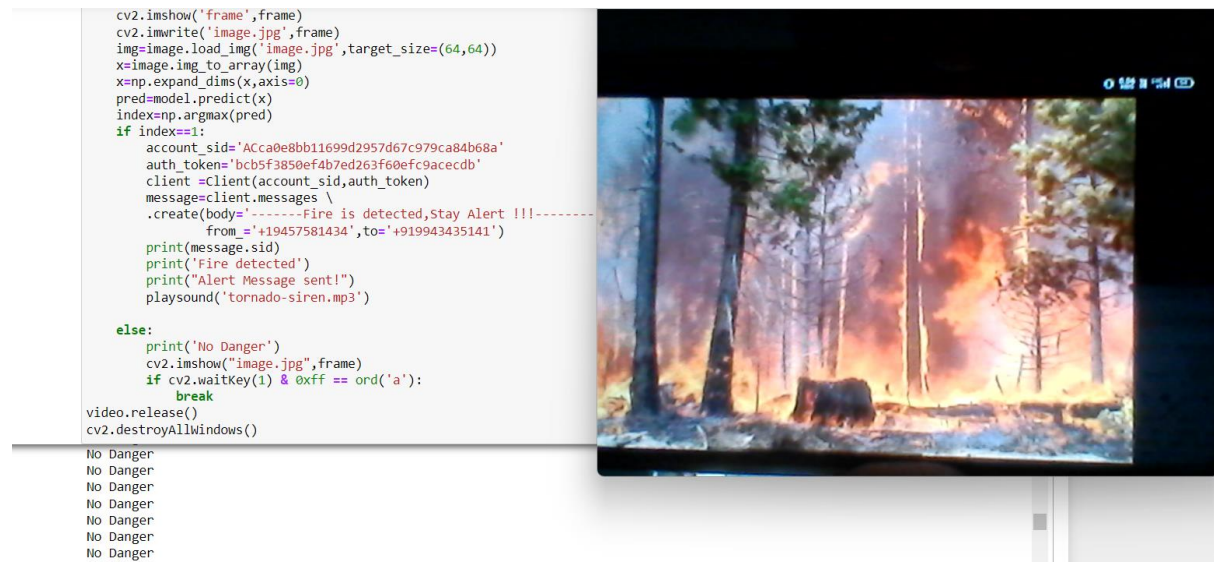 cv2.imshow('frame',frame)
cv2.imwrite('image.jpg',frame)
img=image.load_img('image.jpg',target_size=(64,64))
x=image.img_to_array(img)
x=np.expand_dims(x,axis=0)
pred=model.predict(x)
index=np.argmax(pred)
if index==1:
account_sid='ACca0e8bb11699d2957d67c979ca84b68a'
auth_token='bcb5f3850ef4b7ed263f60efc9acecdb'
client =Client(account_sid,auth_token)
message=client.messages \
.create(body='-------Fire is detected,Stay Alert !!!--------
from_='+19457581434',to='+919943435141')
print(message.sid)
print('Fire detected')
print("Alert Message sent!")
playsound('tornado-siren.mp3')
else:
print('No Danger')
cv2.imshow("image.jpg",frame)
if cv2.waitKey(1) & 0xff == ord('a'):
break
video.release()
cv2.destroyAllWindows()
No Danger
No Danger
No Danger
No Danger
No Danger
No Danger
No Danger